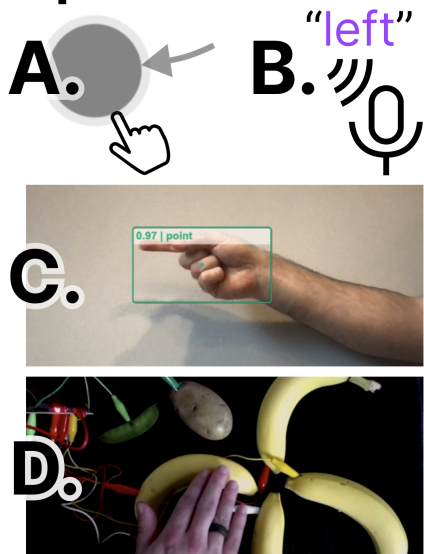 A.
B.
“left”
C.
0.97 | point
D.